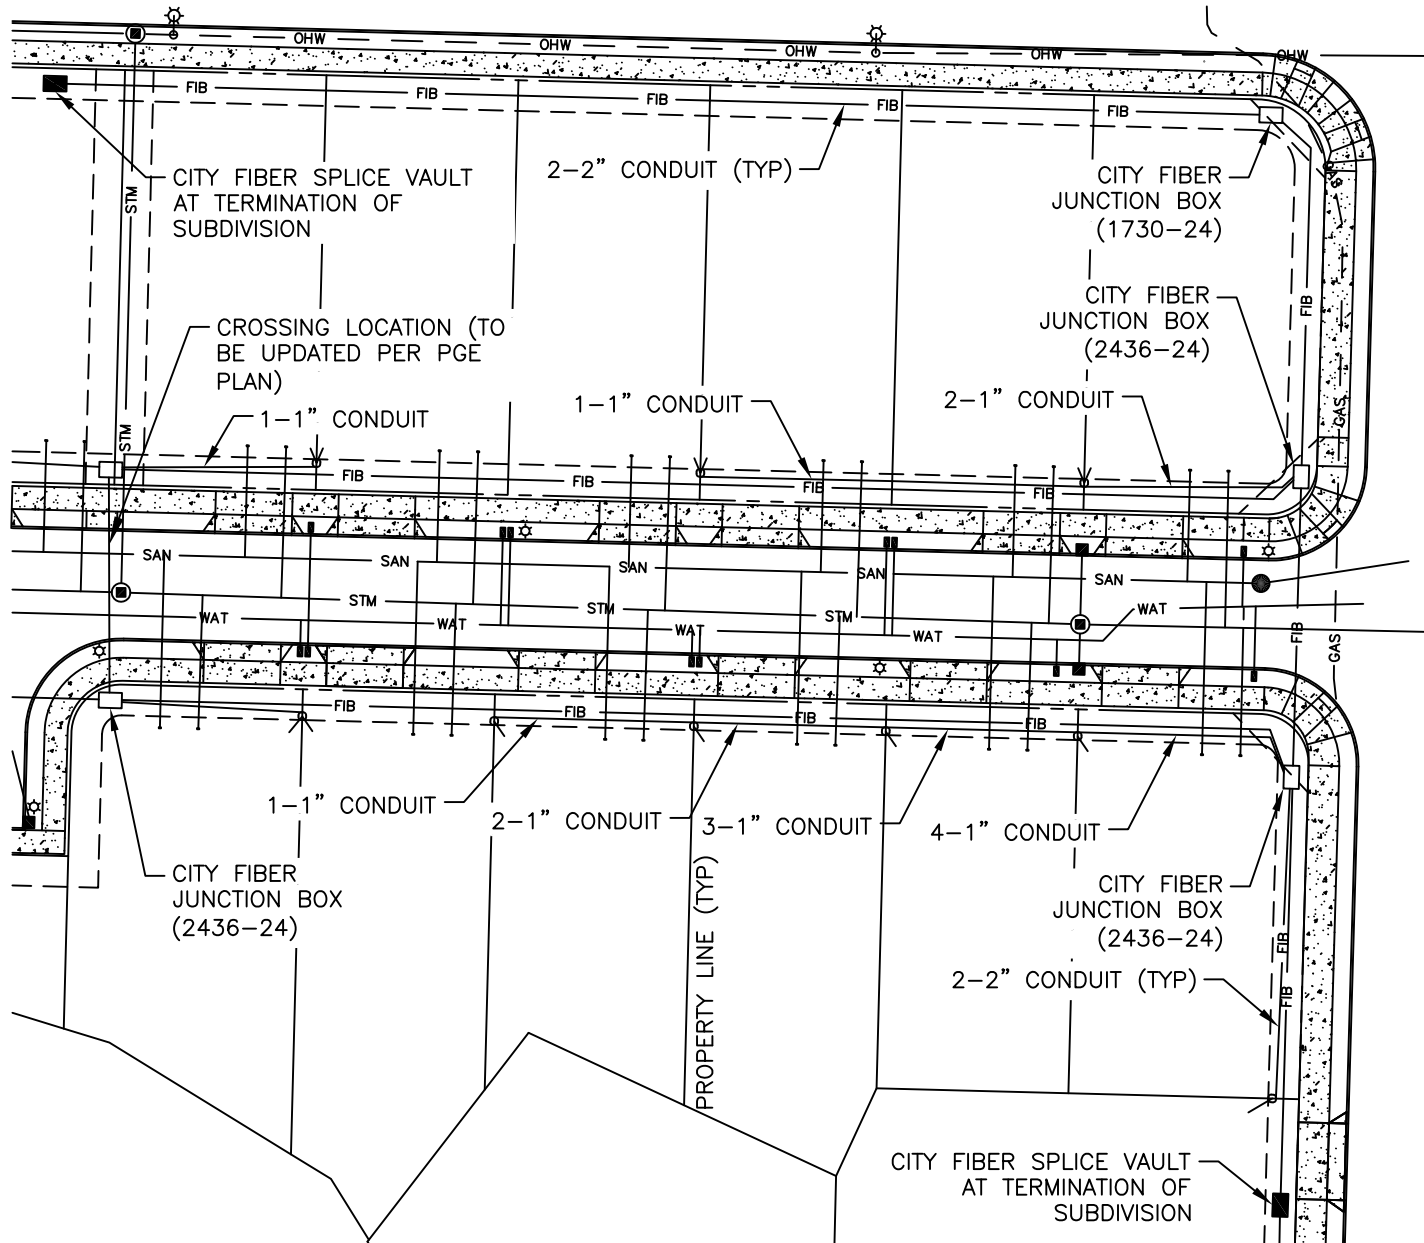 OHW
OHW
OHW
OHW
OHW
FIB
FIB
FIB
FIB
FIB
CITY FIBER SPLICE VAULT
AT TERMINATION OF
SUBDIVISION
2-2" CONDUIT (TYP)
CITY FIBER
JUNCTION BOX
(1730-24)
STM
CITY FIBER
JUNCTION BOX
(2436-24)
FIB
CROSSING LOCATION (TO
BE UPDATED PER PGE
PLAN)
1-1" CONDUIT
1-1" CONDUIT
2-1" CONDUIT
GAS
STM
FIB
FIB
FIB
FIB
SAN
SAN
SAN
SAN
SAN
STM
STM
STM
WAT
WAT
WAT
WAT
FIB
GAS
FIB
FIB
FIB
FIB
1-1" CONDUIT
2-1" CONDUIT
3-1" CONDUIT
4-1" CONDUIT
CITY FIBER
JUNCTION BOX
(2436-24)
PROPERTY LINE (TYP)
CITY FIBER
JUNCTION BOX
(2436-24)
FIB
FIB
2-2" CONDUIT (TYP)
CITY FIBER SPLICE VAULT
AT TERMINATION OF
SUBDIVISION